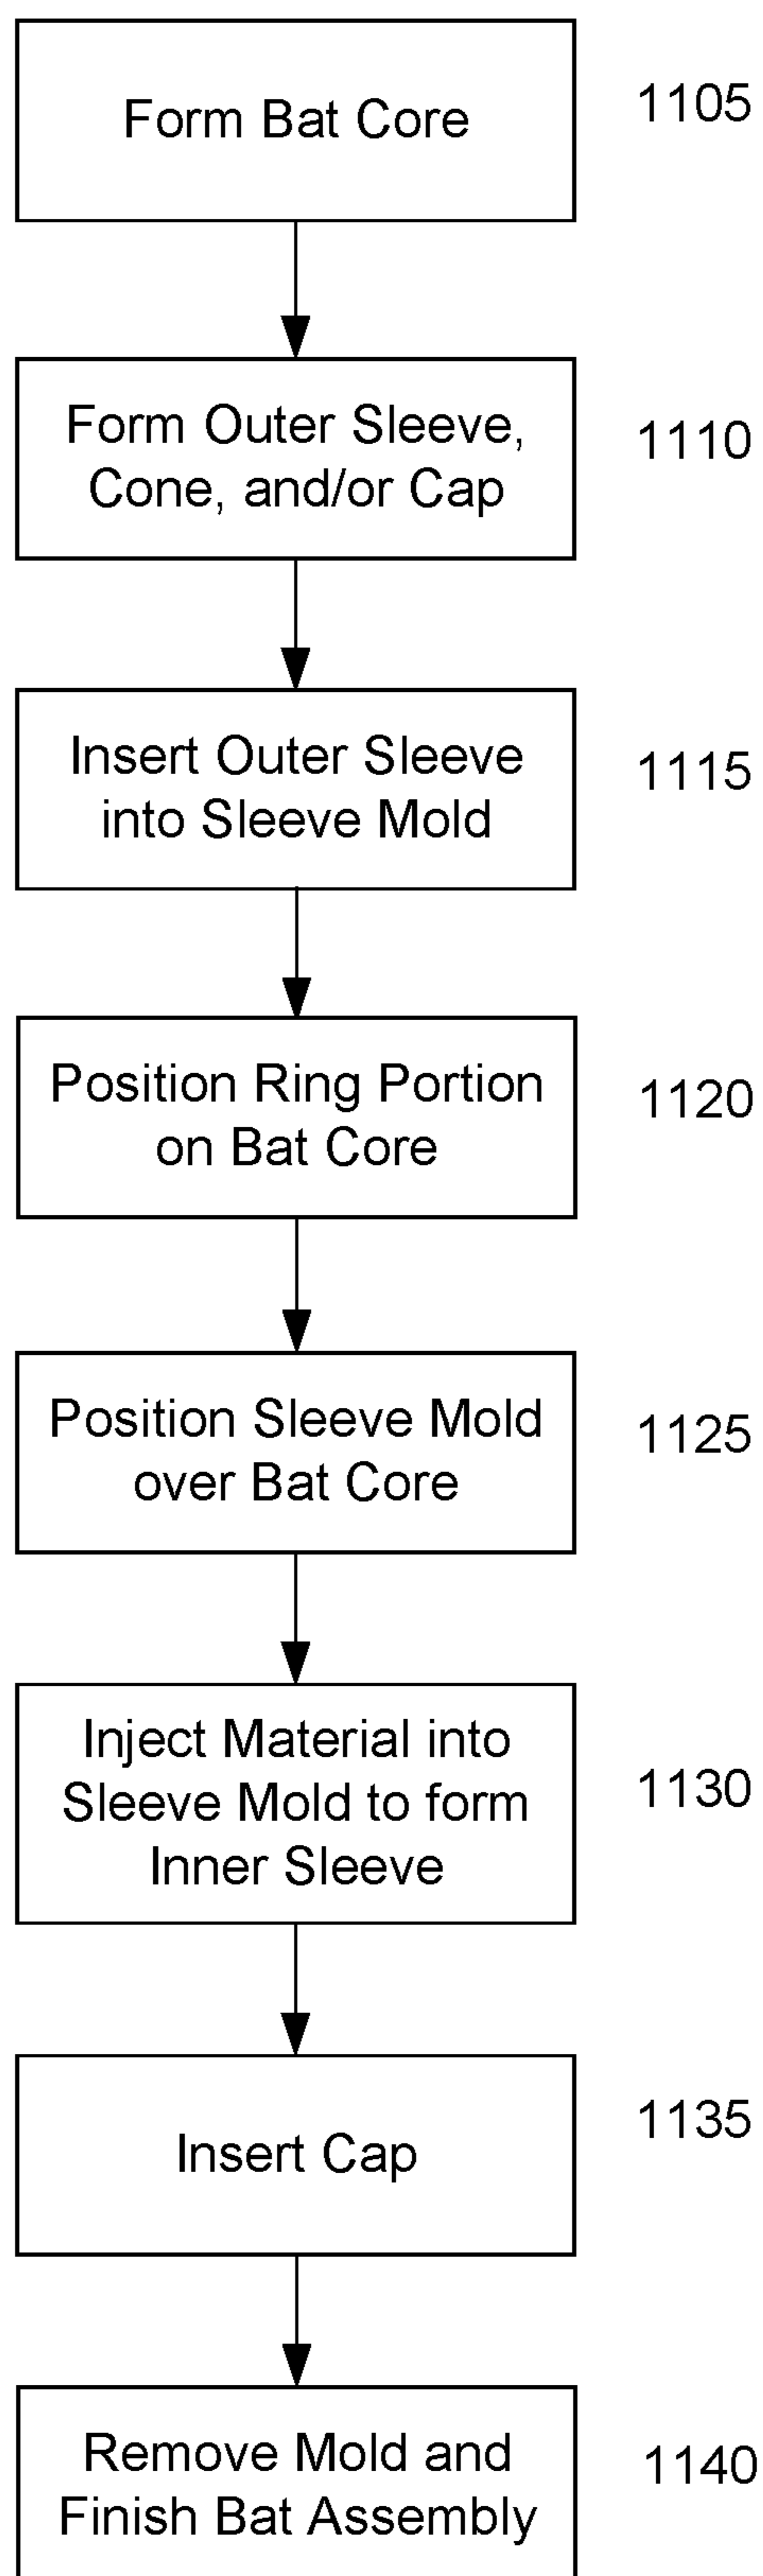 Form Bat Core
1105
Form Outer Sleeve,
Cone, and/or Cap
1110
Insert Outer Sleeve
into Sleeve Mold
1115
Position Ring Portion
on Bat Core
1120
Position Sleeve Mold
over Bat Core
1125
Inject Material into
Sleeve Mold to form
Inner Sleeve
1130
Insert Cap
1135
Remove Mold and
Finish Bat Assembly
1140